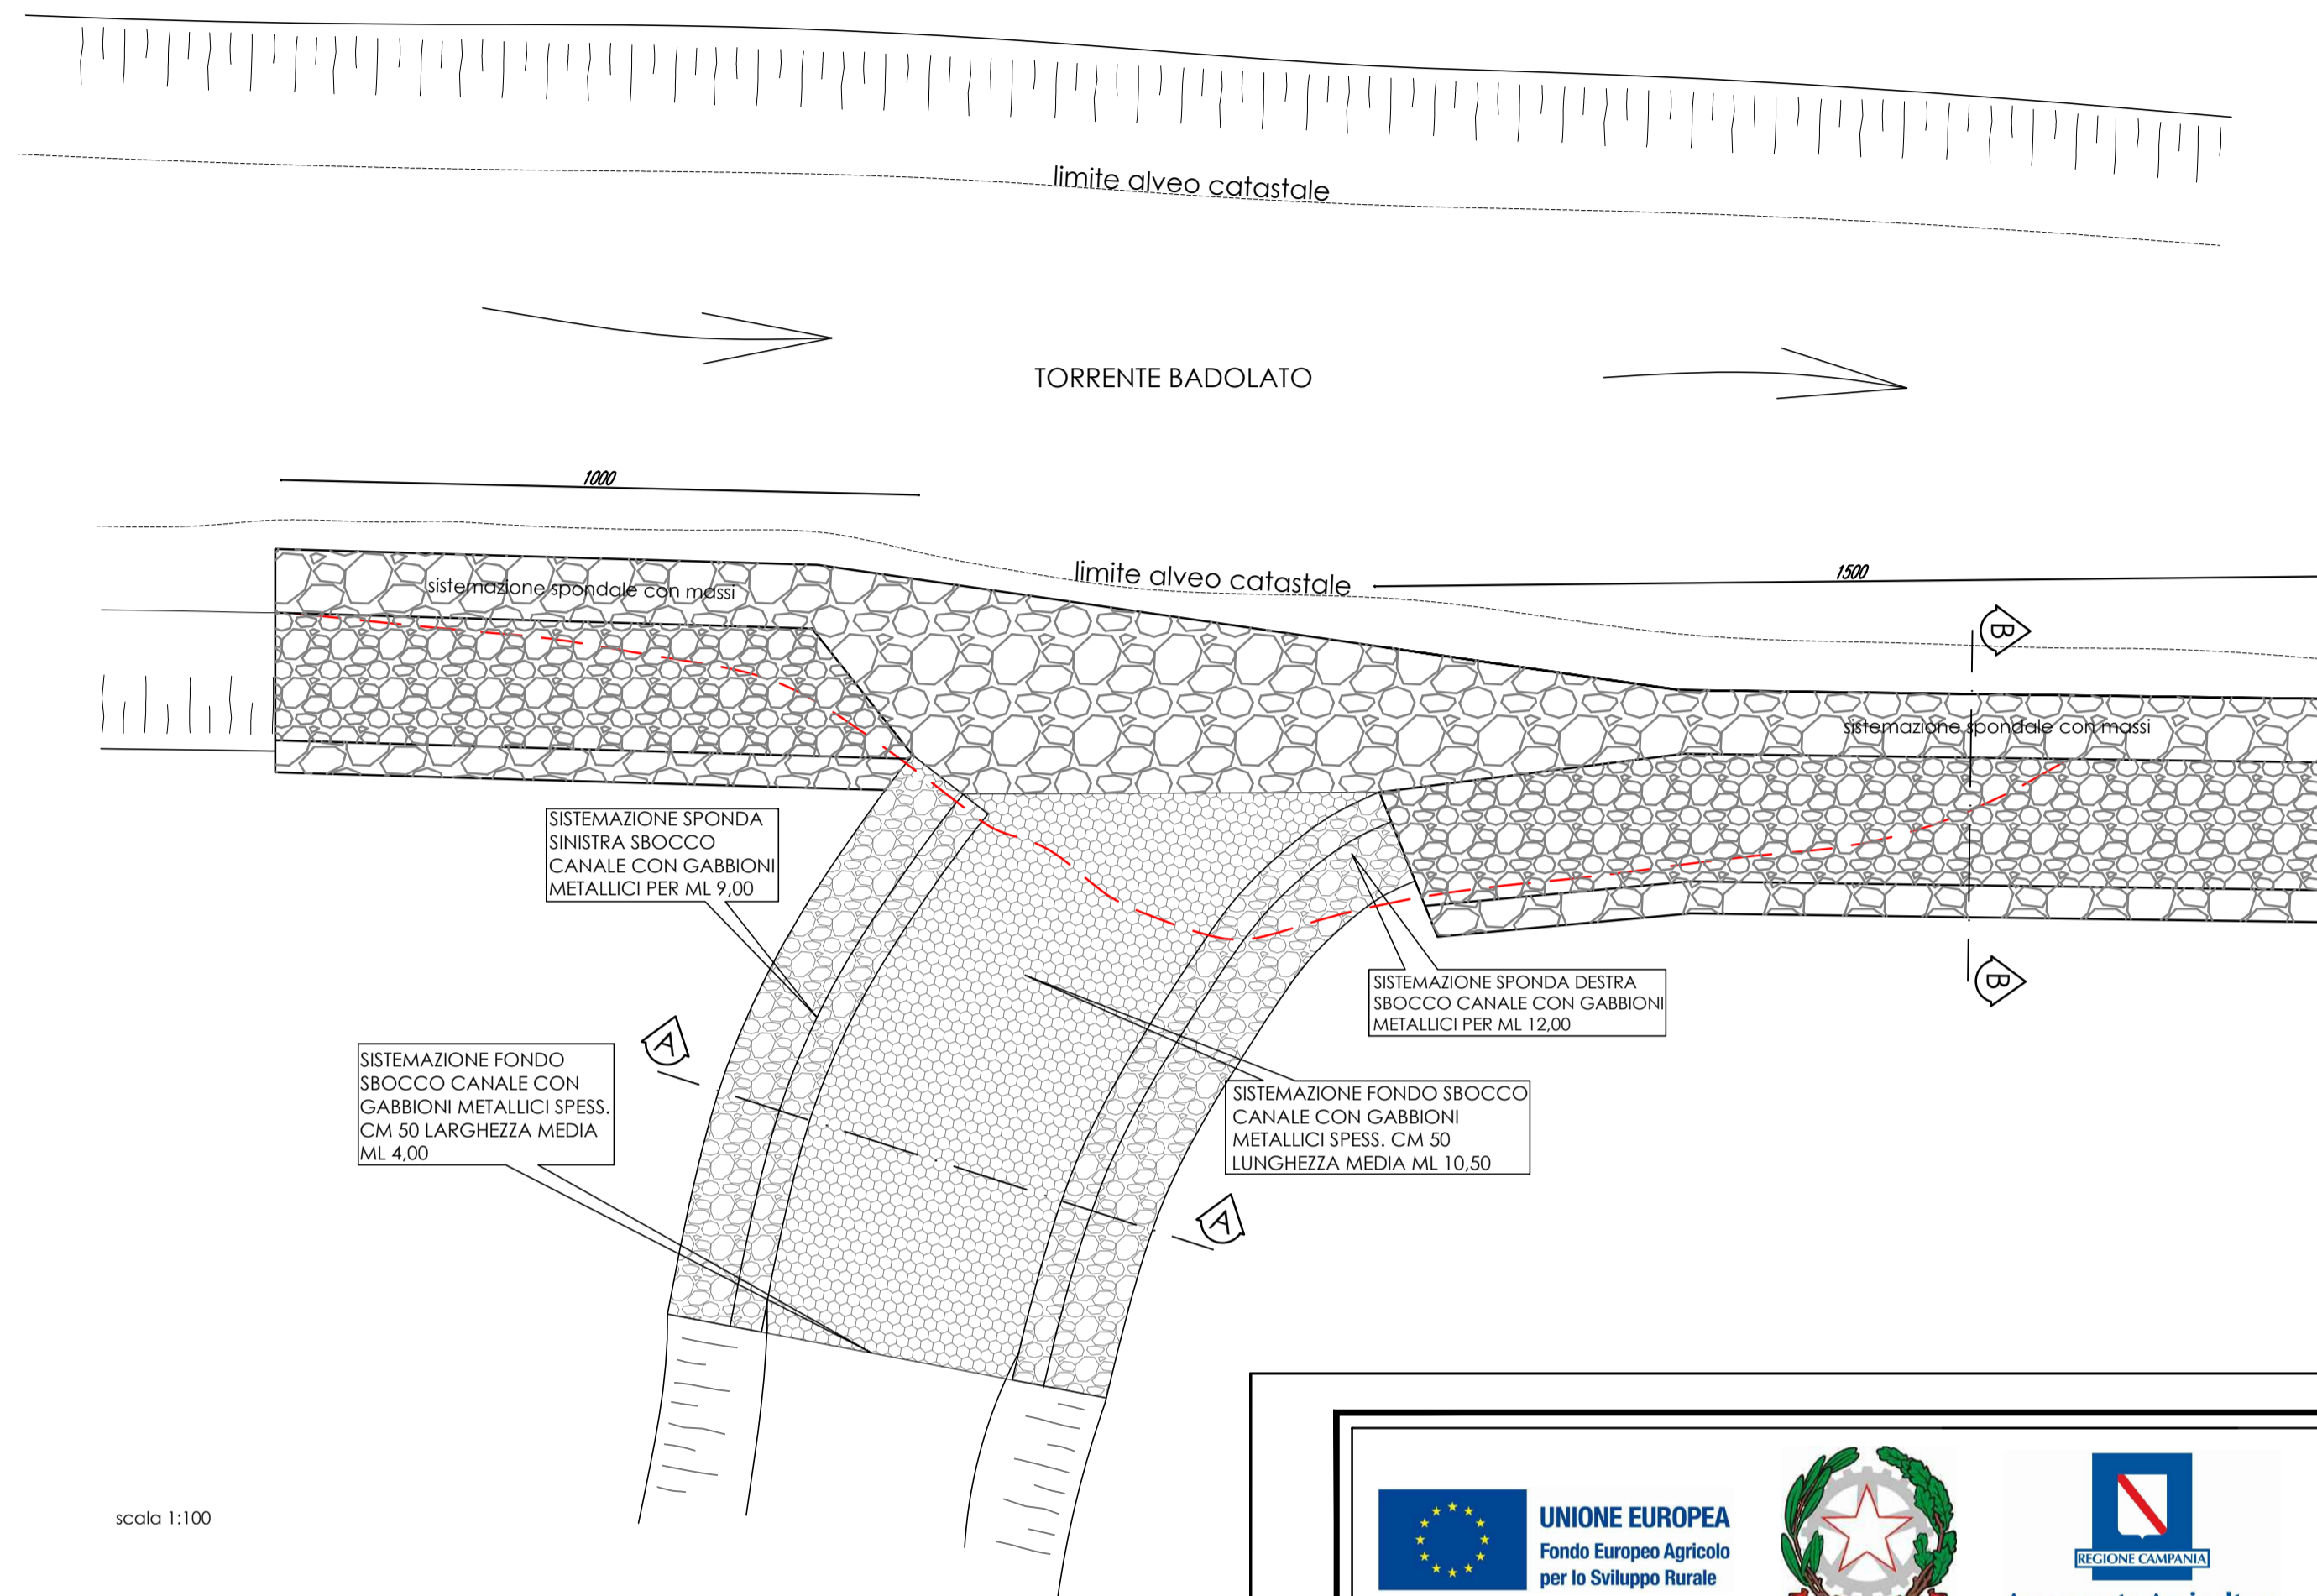 limite alveo catastale
TORRENTE BADOLATO
1000
limite alveo catastale
1500
B
sistemazione spondale con massi
sistemazione spondale con massi
SISTEMAZIONE SPONDA
SINISTRA SBOCCO
CANALE CON GABBIONI
METALLICI PER ML 9,00
SISTEMAZIONE SPONDA DESTRA
SBOCCO CANALE CON GABBIONI
METALLICI PER ML 12,00
B
A
SISTEMAZIONE FONDO
SBOCCO CANALE CON
GABBIONI METALLICI SPESS.
CM 50 LARGHEZZA MEDIA
ML 4,00
SISTEMAZIONE FONDO SBOCCO
CANALE CON GABBIONI
METALLICI SPESS. CM 50
LUNGHEZZA MEDIA ML 10,50
A
scala 1:100
UNIONE EUROPEA
Fondo Europeo Agricolo
per lo Sviluppo Rurale
REGIONE CAMPANIA